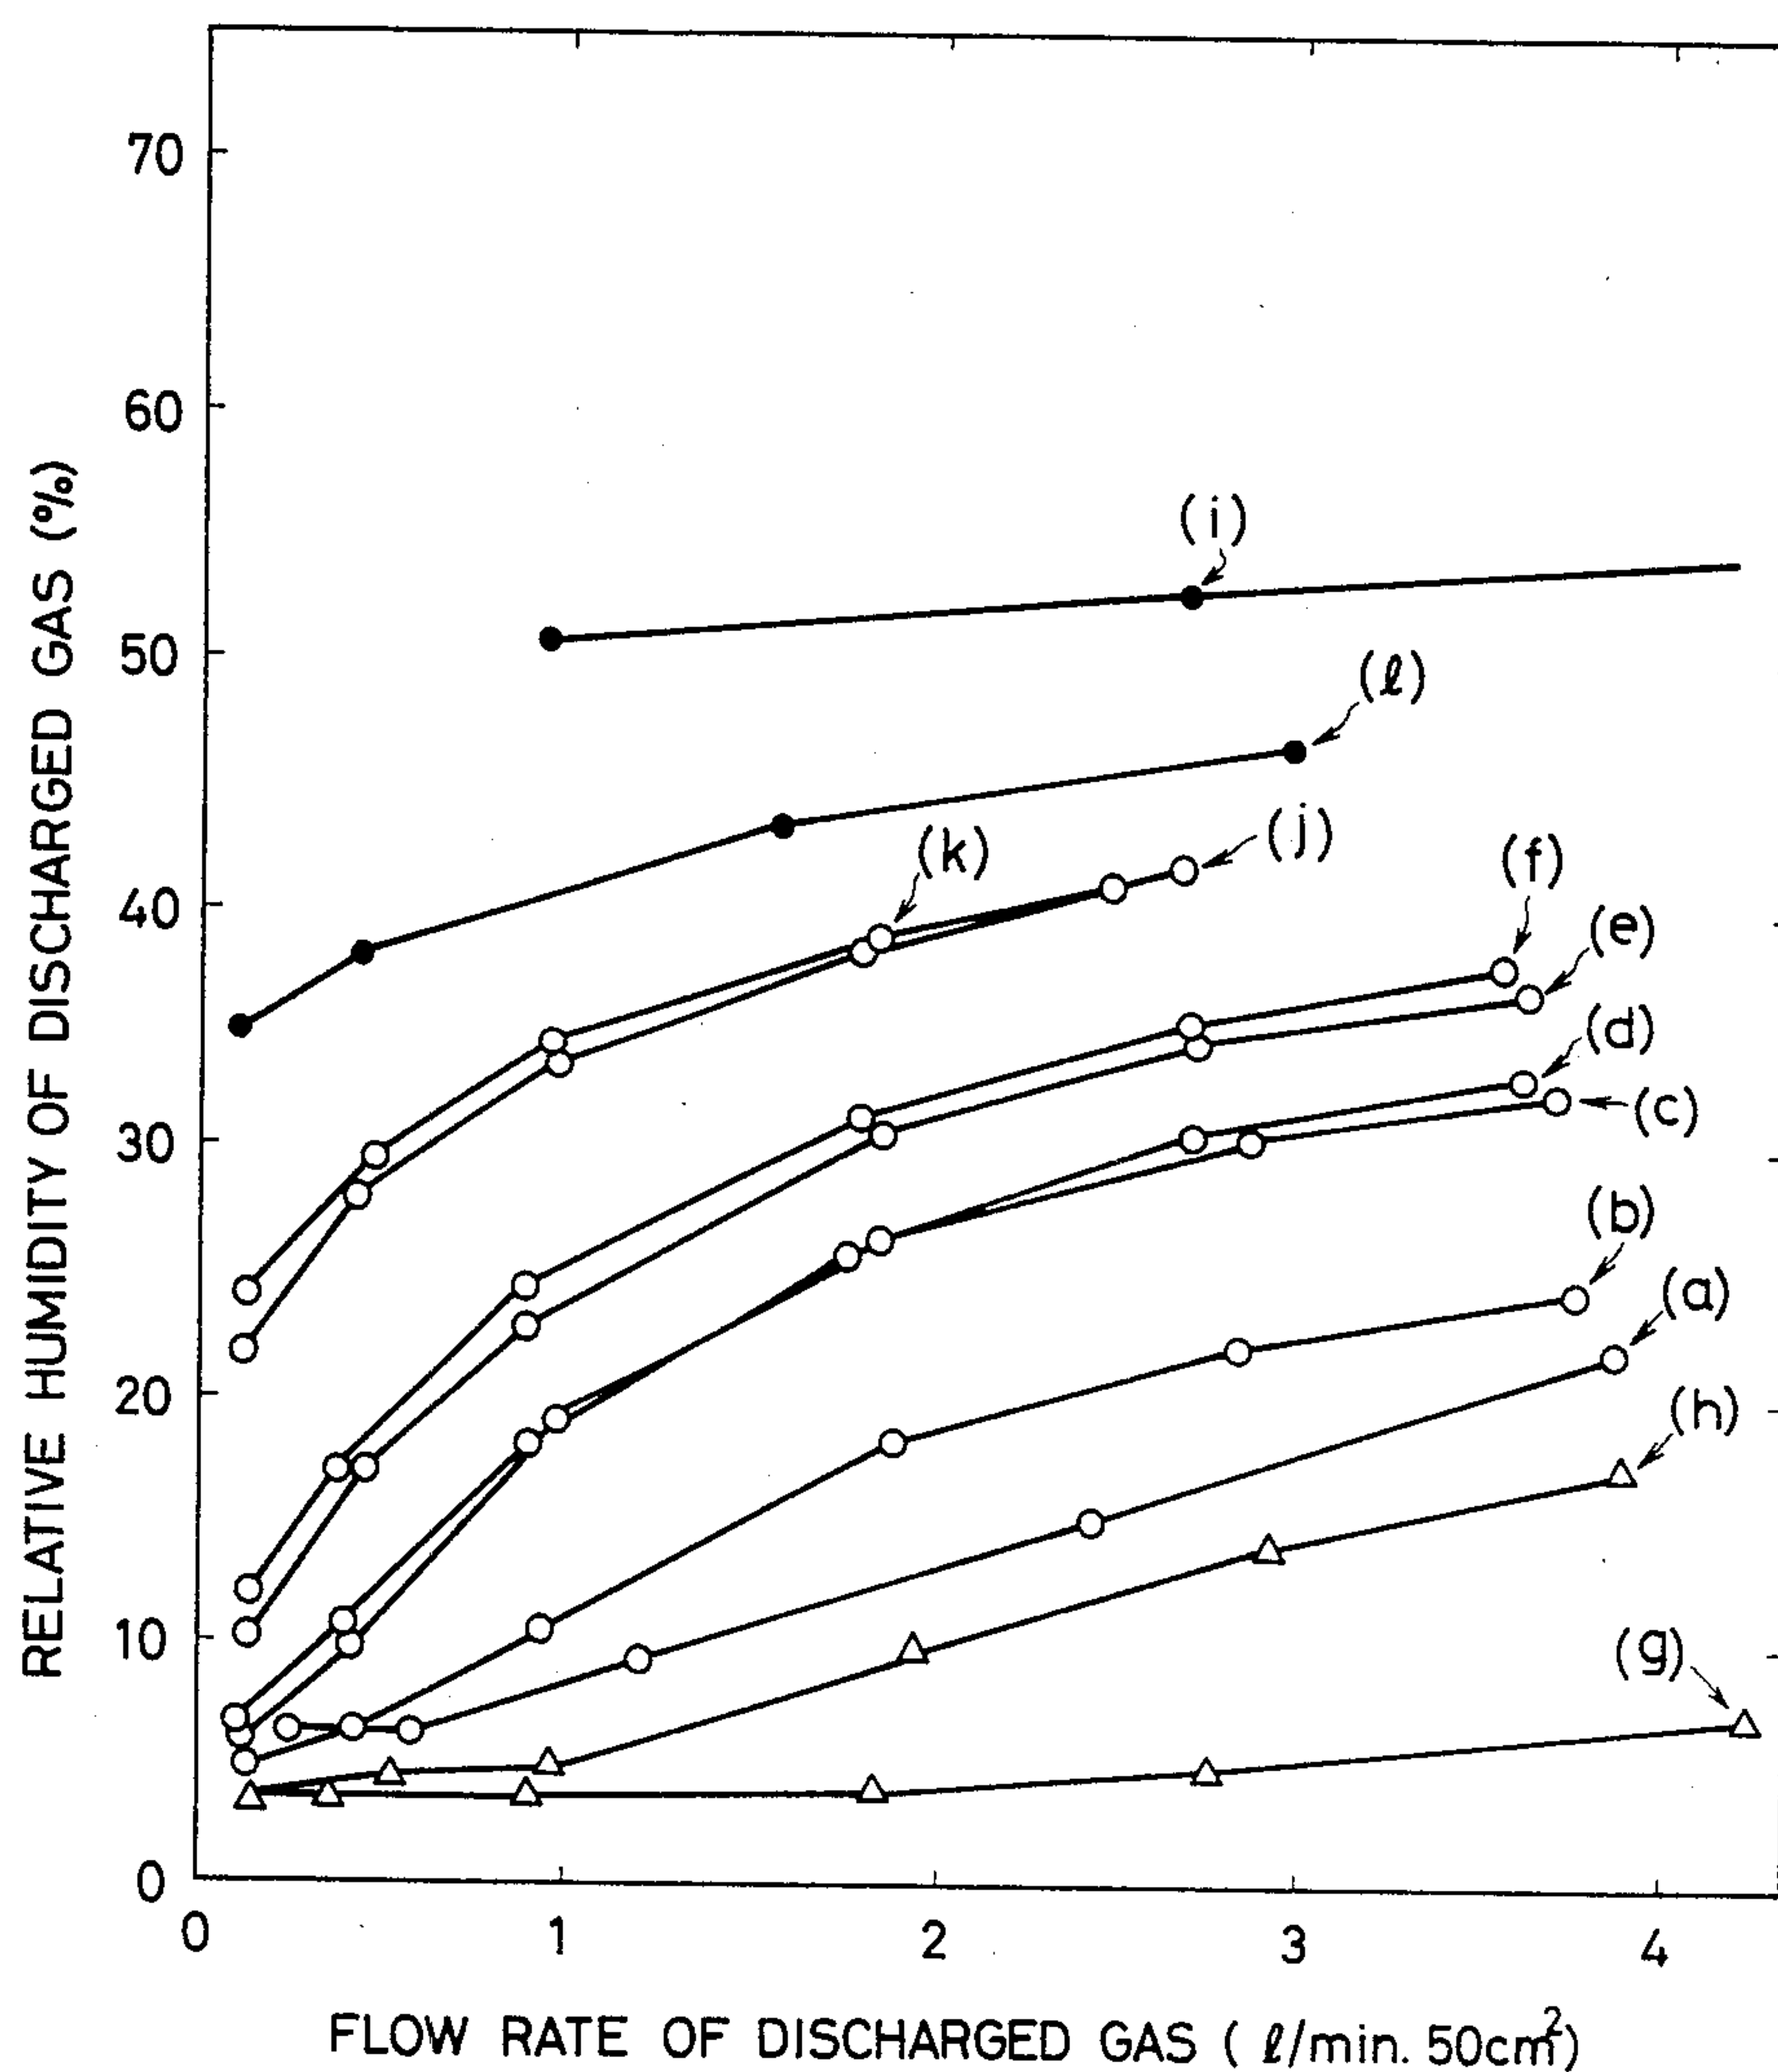 RELATIVE HUMIDITY OF DISCHARGED GAS (%)
70
60
50
40
30
20
10
0
(i)
(ℓ)
(k)
(j)
(f)
(e)
(d)
(c)
(b)
(a)
(h)
(g)
0 1 2 3 4
FLOW RATE OF DISCHARGED GAS ( ℓ/min. 50cm²)